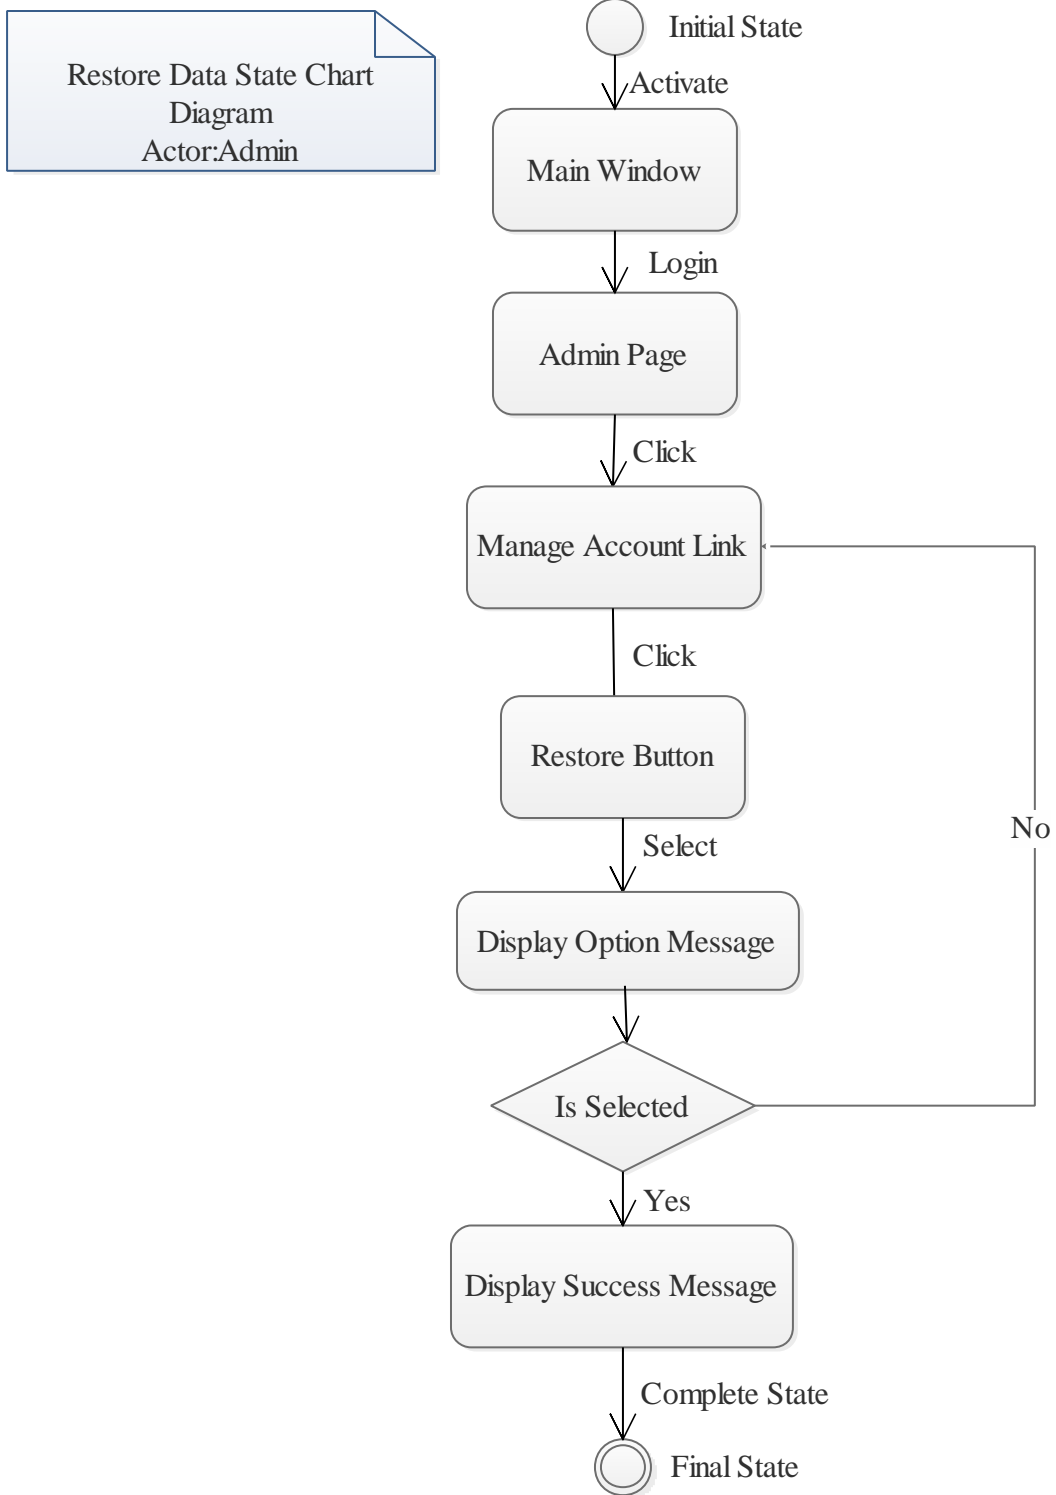 Restore Data State Chart
Diagram
Actor:Admin
Initial State
Activate
Main Window
Login
Admin Page
Click
Manage Account Link
Click
Restore Button
No
Select
Display Option Message
Is Selected
Yes
Display Success Message
Complete State
Final State